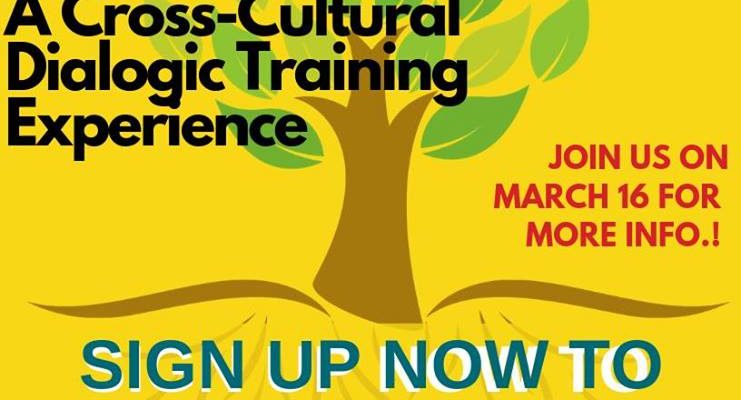 A Cross-Cultural
Dialogic Training
Experience
JOIN US ON
MARCH 16 FOR
MORE INFO.!
SIGN UP NOW TO